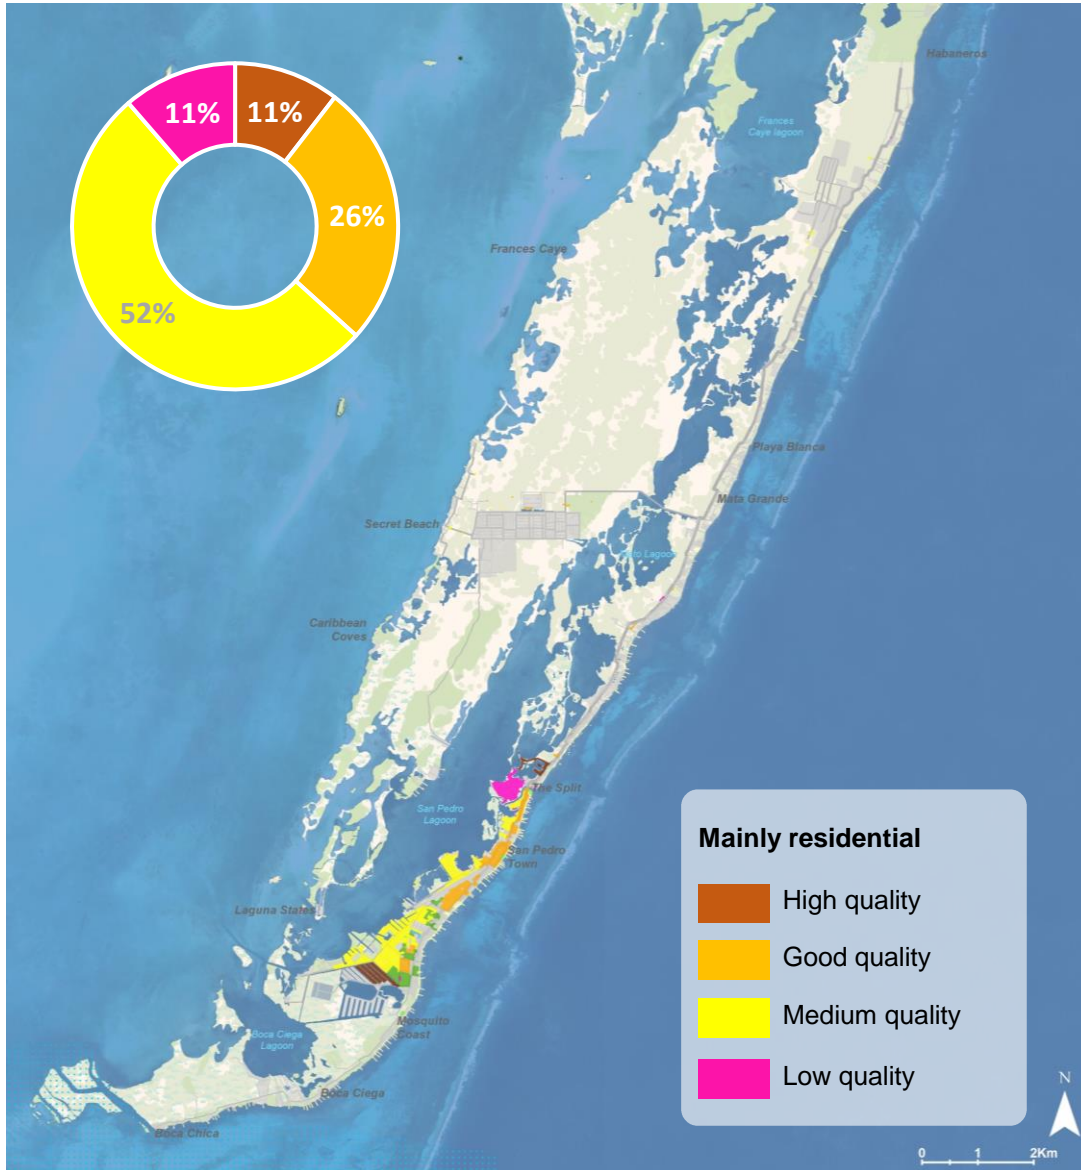 Habaneros
11%
11%
Frances
Caye lagoon
26%
Frances Caye
52%
Playa Blanca
Mata Grande
Secret Beach
Lagoon
Caribbean
Coves
The Split
San Pedro
Lagoon
San Pedro
Town
Laguna States
Mosquito
Coast
Boca Ciega
Lagoon
Boca Ciega
Boca Chica
Mainly residential
High quality
Good quality
Medium quality
Low quality
N
0 1 2Km